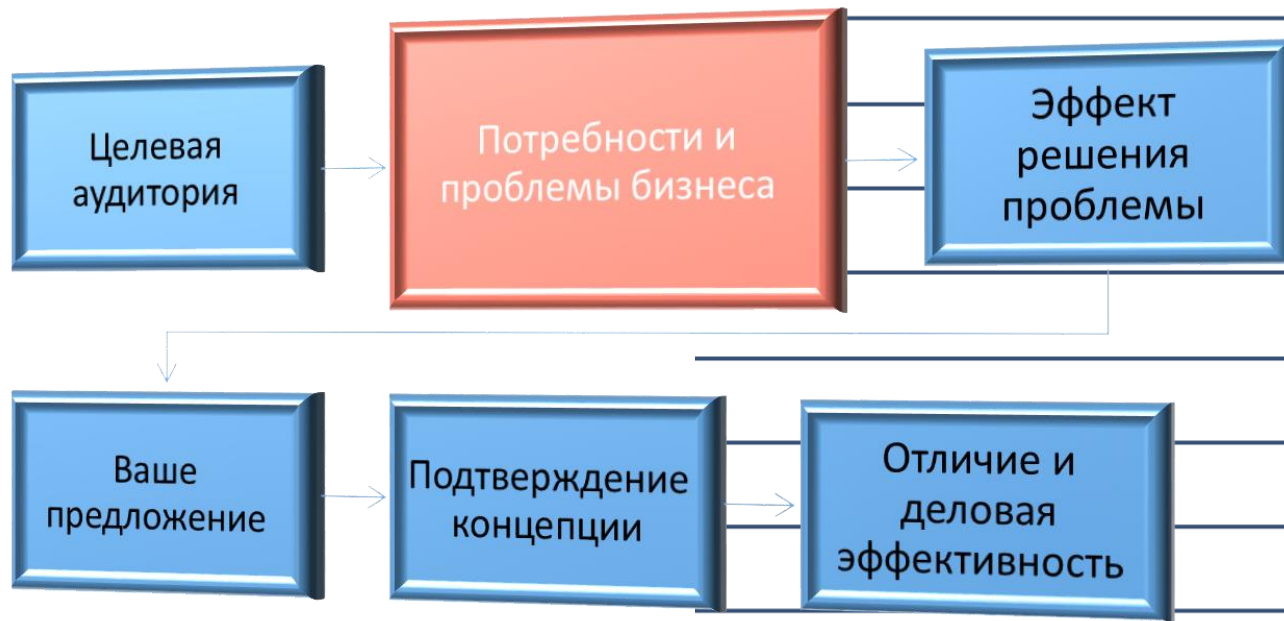 Целевая
аудитория
Потребности и
проблемы бизнеса
Эффект
решения
проблемы
Ваше
предложение
Подтверждение
концепции
Отличие и
деловая
эффективность